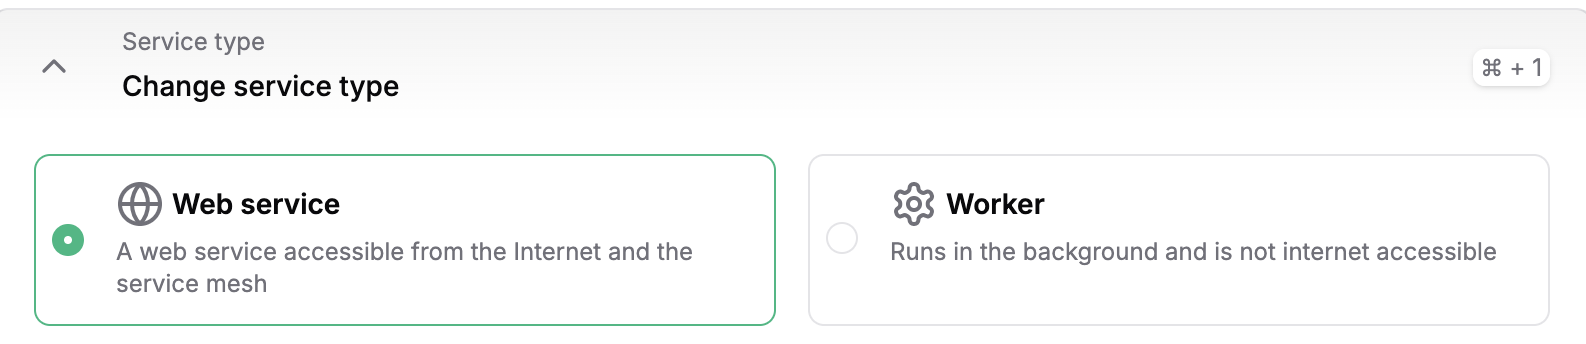 Service type
Change service type
⌘ + 1
Web service
A web service accessible from the Internet and the
service mesh
Worker
Runs in the background and is not internet accessible